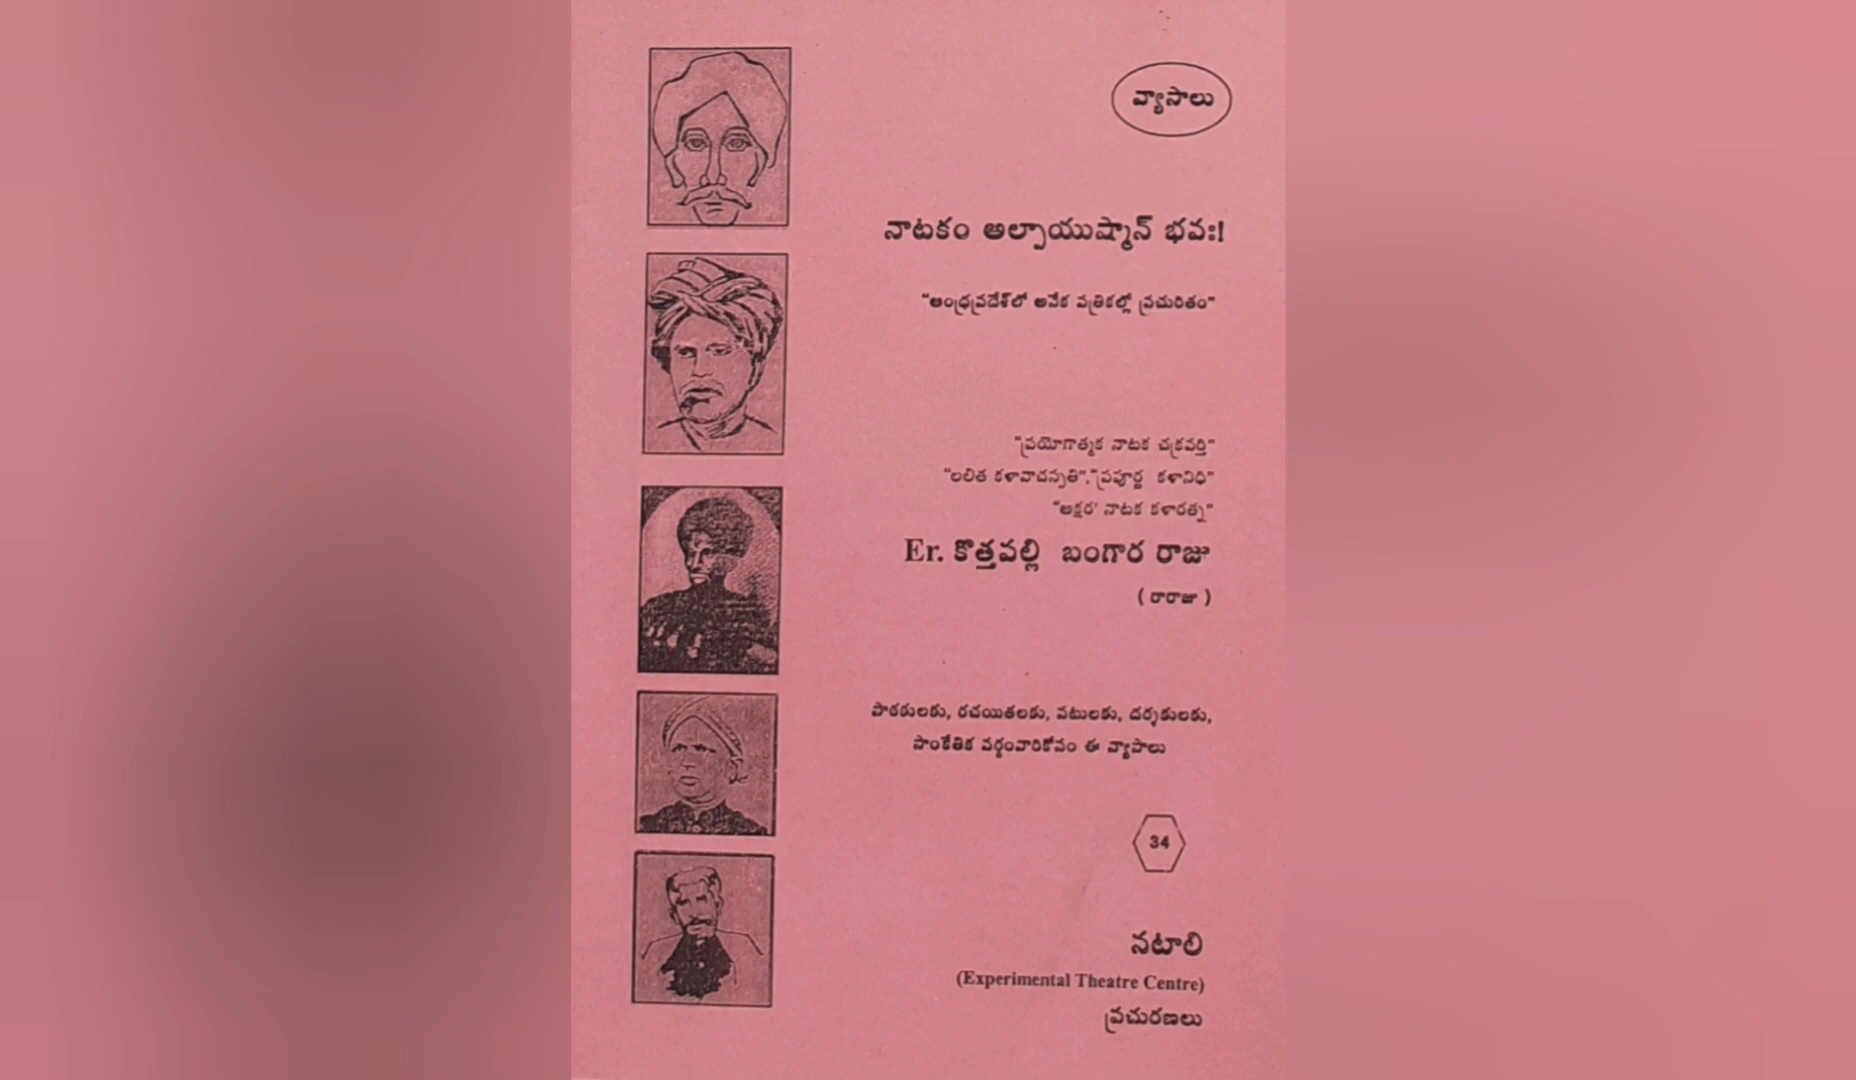 వ్యాసాలు
నాటకం అల్పాయుష్మాన్ భవః!
"ఆంధ్రప్రదేశ్‌లో అనేక పత్రికల్లో ప్రచురితం"
"ప్రయోగాత్మక నాటక చక్రవర్తి"
"లలిత కళావాచస్పతి","ప్రపూర్ణ కళానిధి"
"అక్షర' నాటక కళారత్న"
Er. కొత్తవల్లి బంగార రాజు
( రారాజు )
పాఠకులకు, రచయితలకు, నటులకు, దర్శకులకు,
సాంకేతిక వర్గంవారికోసం ఈ వ్యాసాలు
34
నటాలి
(Experimental Theatre Centre)
ప్రచురణలు